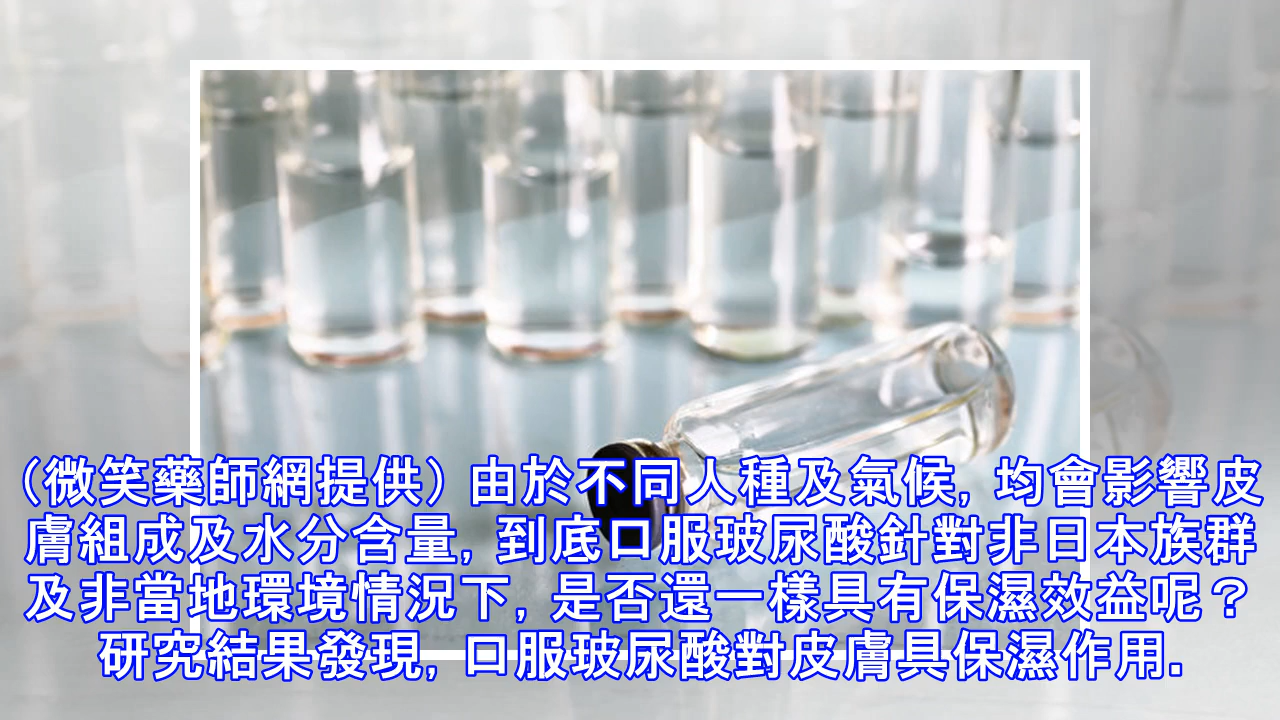 (微笑藥師網提供) 由於不同人種及氣候, 均會影響皮
膚組成及水分含量, 到底口服玻尿酸針對非日本族群
及非當地環境情況下, 是否還一樣具有保濕效益呢?
研究結果發現, 口服玻尿酸對皮膚具保濕作用.